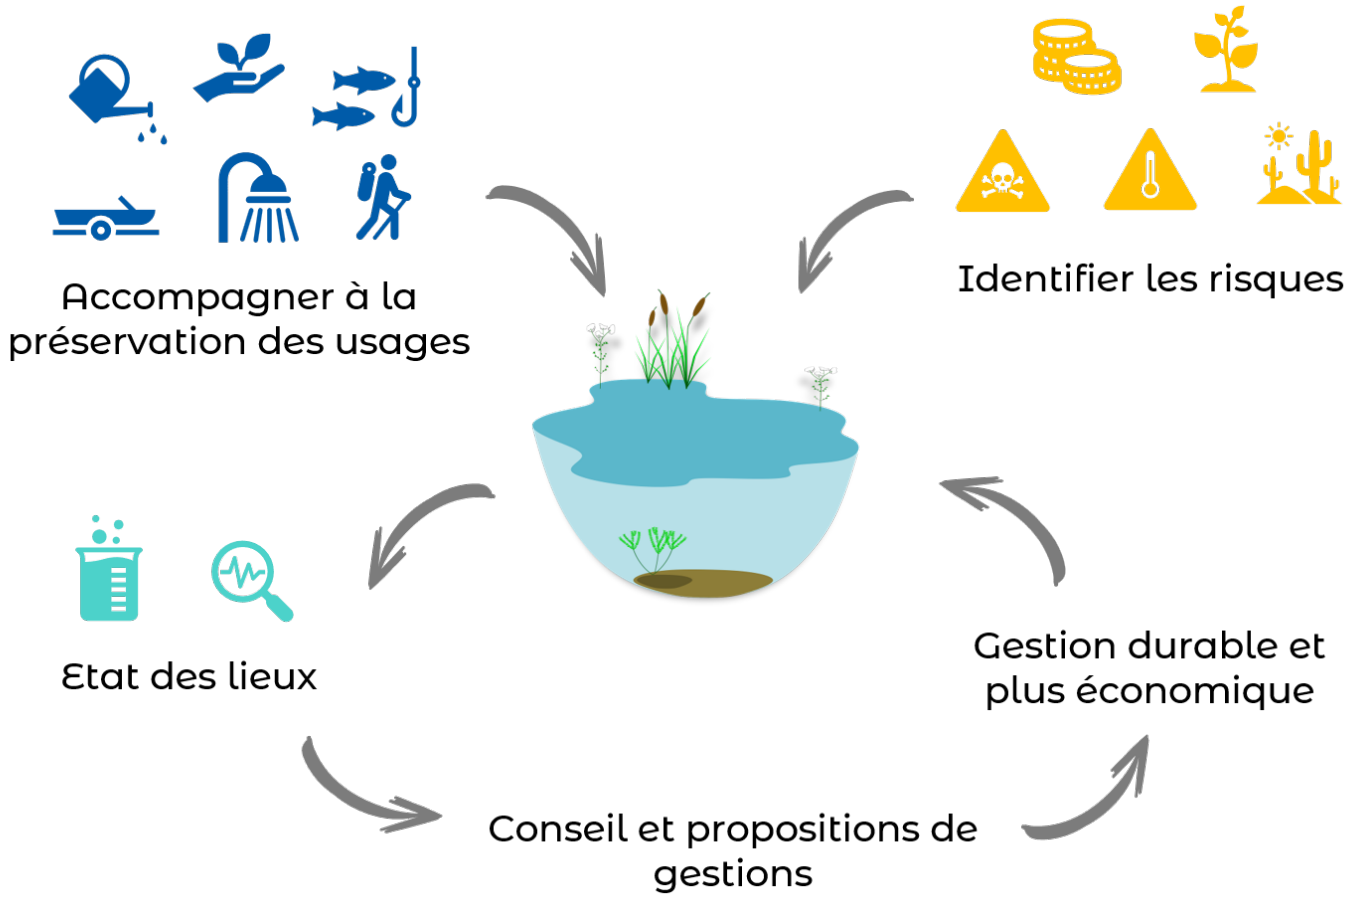 Accompagner à la
préservation des usages
Identifier les risques
Etat des lieux
Gestion durable et
plus économique
Conseil et propositions de
gestions